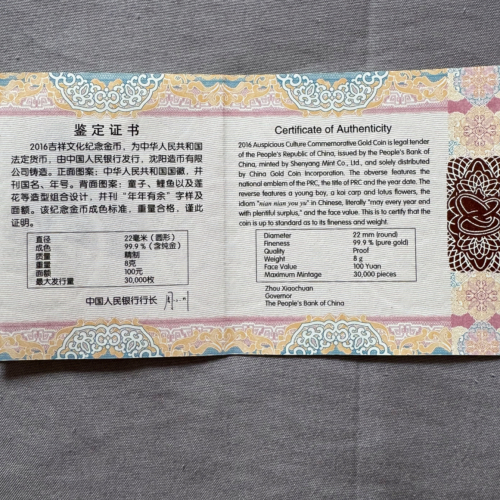 鉴定证书
2016吉祥文化纪念金币，为中华人民共和国
法定货币，由中国人民银行发行，沈阳造币有限
公司铸造。正面图案：中华人民共和国国徽，并
刊国名、年号。背面图案：童子、鲤鱼以及莲
花等造型组合设计，并刊“年年有余”字样及
面额。该纪念币成色标准，重量合格，谨此
证明。
直径 22毫米（圆形）
成色 99.9%（含纯金）
质量 精制
重量 8克
面额 100元
最大发行量 30,000枚
中国人民银行行长
Certificate of Authenticity
2016 Auspicious Culture Commemorative Gold Coin is legal tender
of the People's Republic of China, issued by the People's Bank of
China, minted by Shenyang Mint Co., Ltd., and solely distributed
by China Gold Coin Incorporation. The obverse features the
national emblem of the PRC, the title of PRC and the year date. The
reverse features a young boy, a koi carp and lotus flowers, the
idiom "nian nian you yu" in Chinese, literally "may every year end
with plentiful surplus," and the face value. This is to certify that the
coin is up to standard as to its fineness and weight.
Diameter 22 mm (round)
Fineness 99.9 % (pure gold)
Quality Proof
Weight 8 g
Face Value 100 Yuan
Maximum Mintage 30,000 pieces
Zhou Xiaochuan
Governor
The People's Bank of China